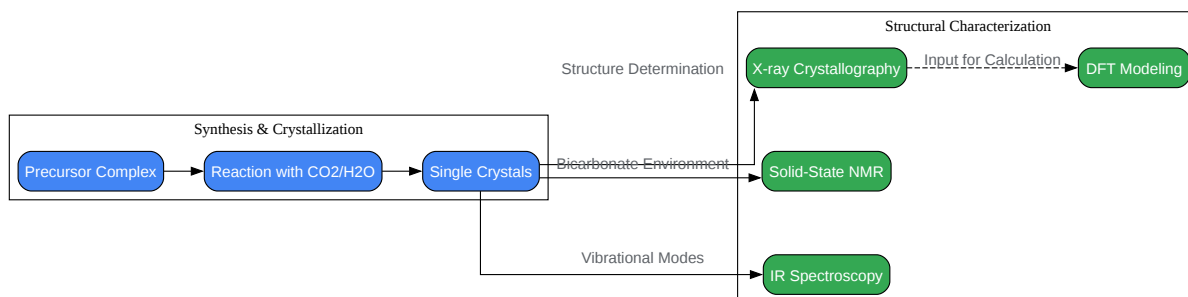 Structural Characterization
Structure Determination
X-ray Crystallography
Input for Calculation
DFT Modeling
Synthesis & Crystallization
Precursor Complex
Reaction with CO2/H2O
Single Crystals
Bicarbonate Environment
Solid-State NMR
Vibrational Modes
IR Spectroscopy